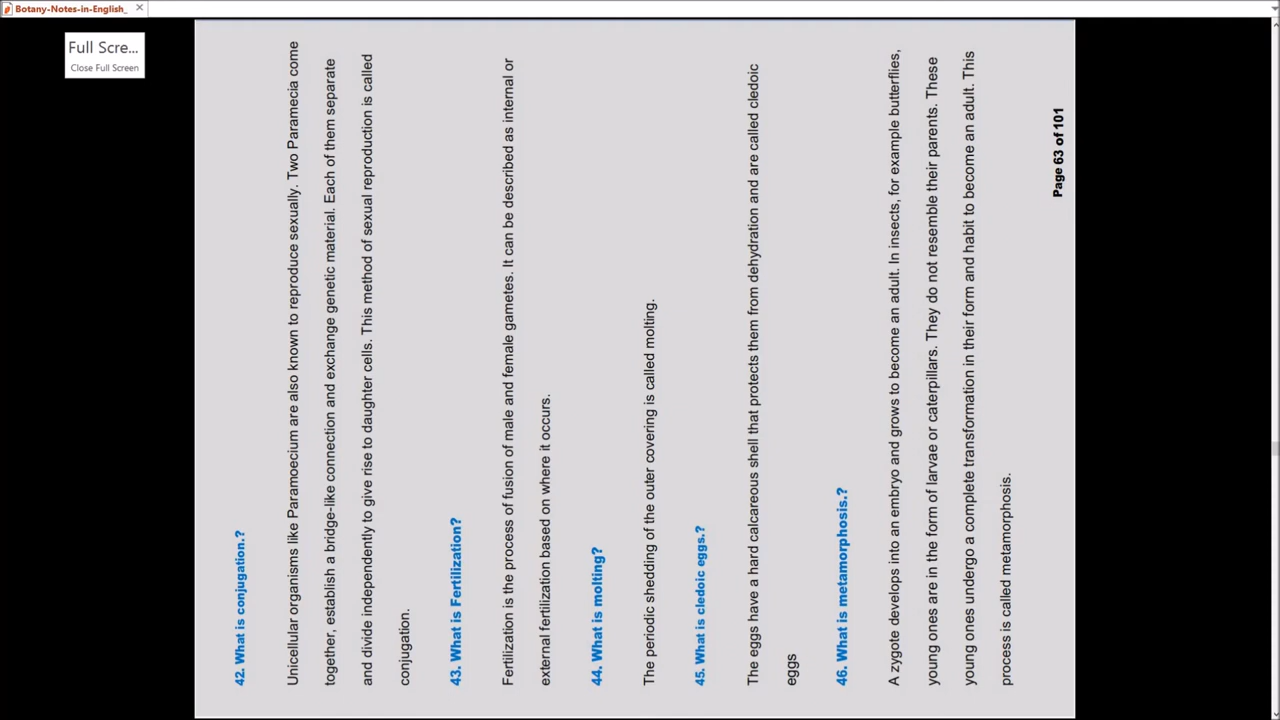 Botany-Notes-in-English_
Full Scre...
Close Full Screen
42. What is conjugation.?
Unicellular organisms like Paramoecium are also known to reproduce sexually. Two Paramecia come
together, establish a bridge-like connection and exchange genetic material. Each of them separate
and divide independently to give rise to daughter cells. This method of sexual reproduction is called
conjugation.
43. What is Fertilization?
Fertilization is the process of fusion of male and female gametes. It can be described as internal or
external fertilization based on where it occurs.
44. What is molting?
The periodic shedding of the outer covering is called molting.
45. What is cledoic eggs.?
The eggs have a hard calcareous shell that protects them from dehydration and are called cledoic
eggs
46. What is metamorphosis.?
A zygote develops into an embryo and grows to become an adult. In insects, for example butterflies,
young ones are in the form of larvae or caterpillars. They do not resemble their parents. These
young ones undergo a complete transformation in their form and habit to become an adult. This
process is called metamorphosis.
Page 63 of 101